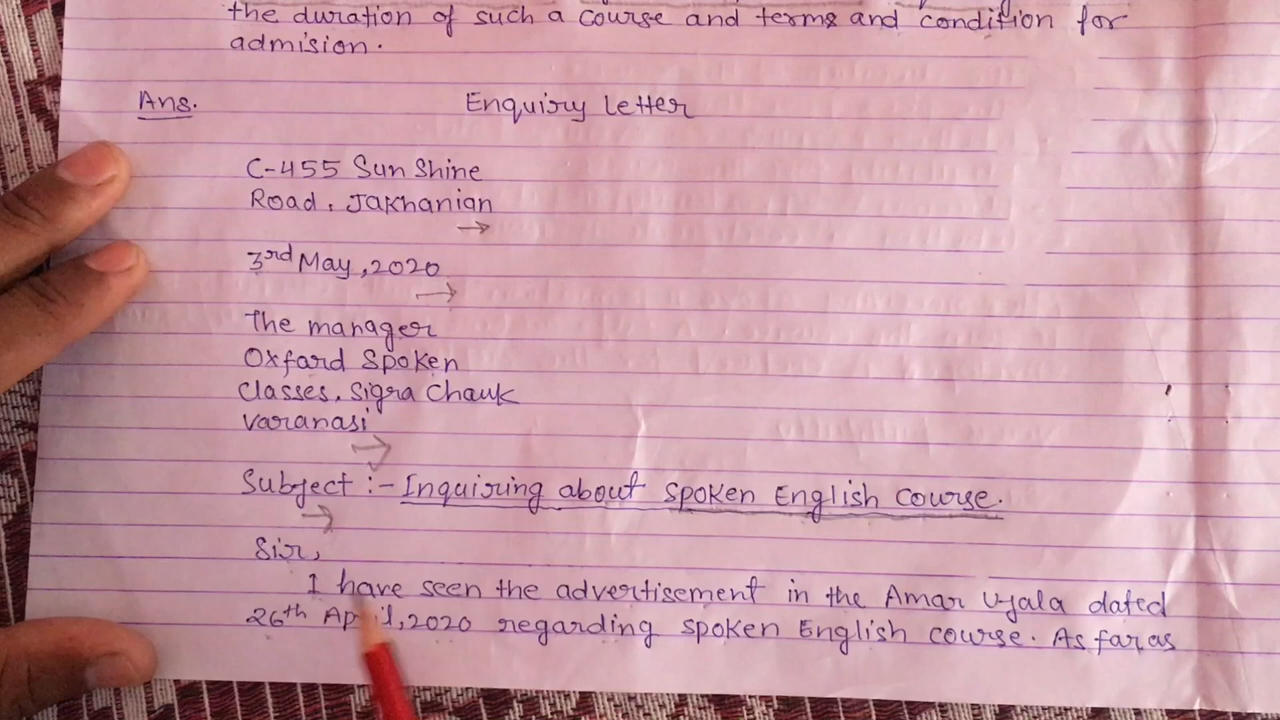 the duration of such a course and terms and condition for
admision.
Ans. Enquiry Letter
C-455 Sun Shine
Road, Jakhanian
3rd May, 2020
The manager
Oxfard Spoken
Classes, Sigra Chauk
Varanasi
Subject :- Inquiring about spoken English course.
Sir,
I have seen the advertisement in the Amar Ujala dated
26th April, 2020 regarding spoken English course. As far as